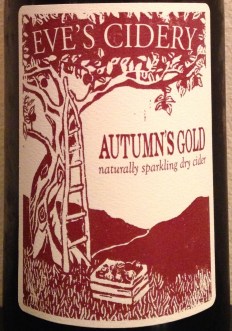 EVE'S CIDERY
AUTUMN'S GOLD
naturally sparkling dry cider